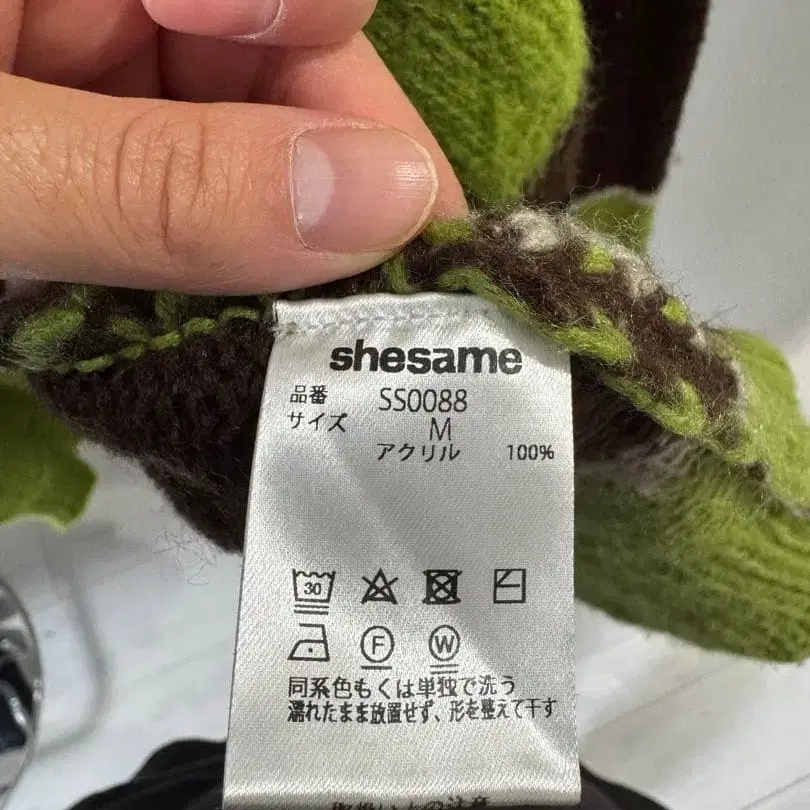 shesame
品番 SS0088
サイズ M
アクリル 100%
30
F W
同系色もくは単独で洗う
濡れたまま放置せず、形を整えて干す